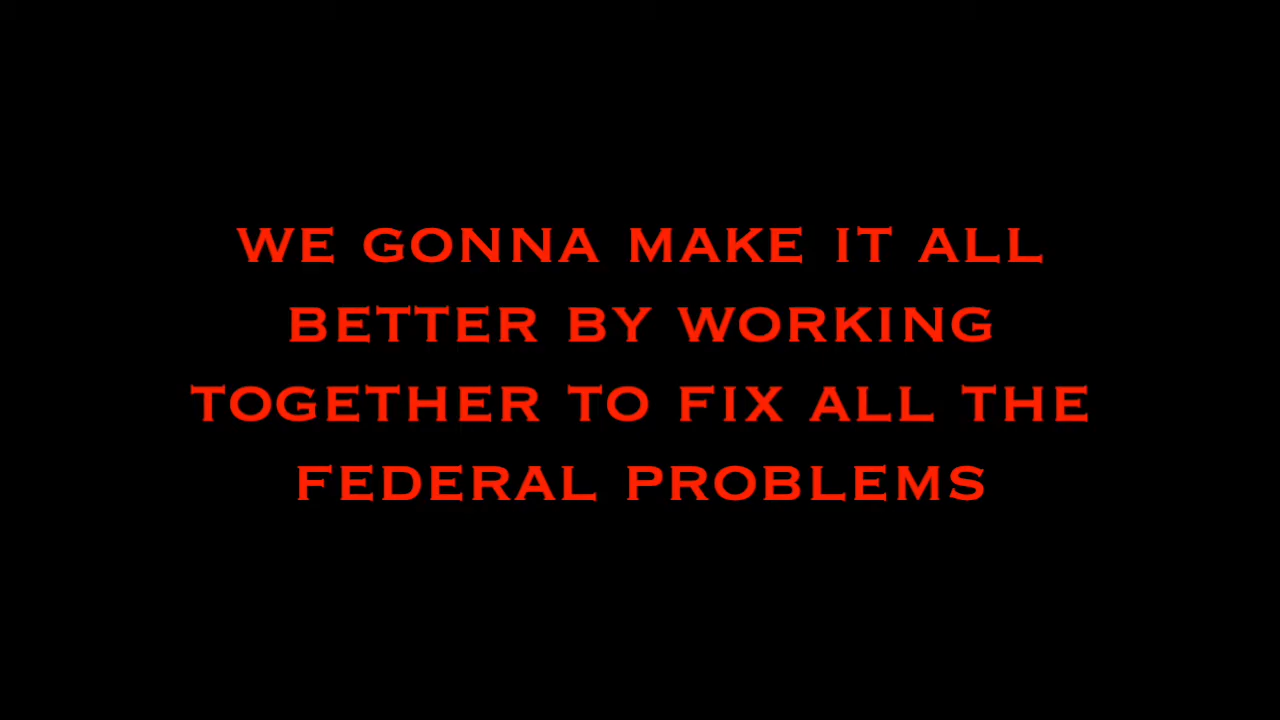 WE GONNA MAKE IT ALL
BETTER BY WORKING
TOGETHER TO FIX ALL THE
FEDERAL PROBLEMS